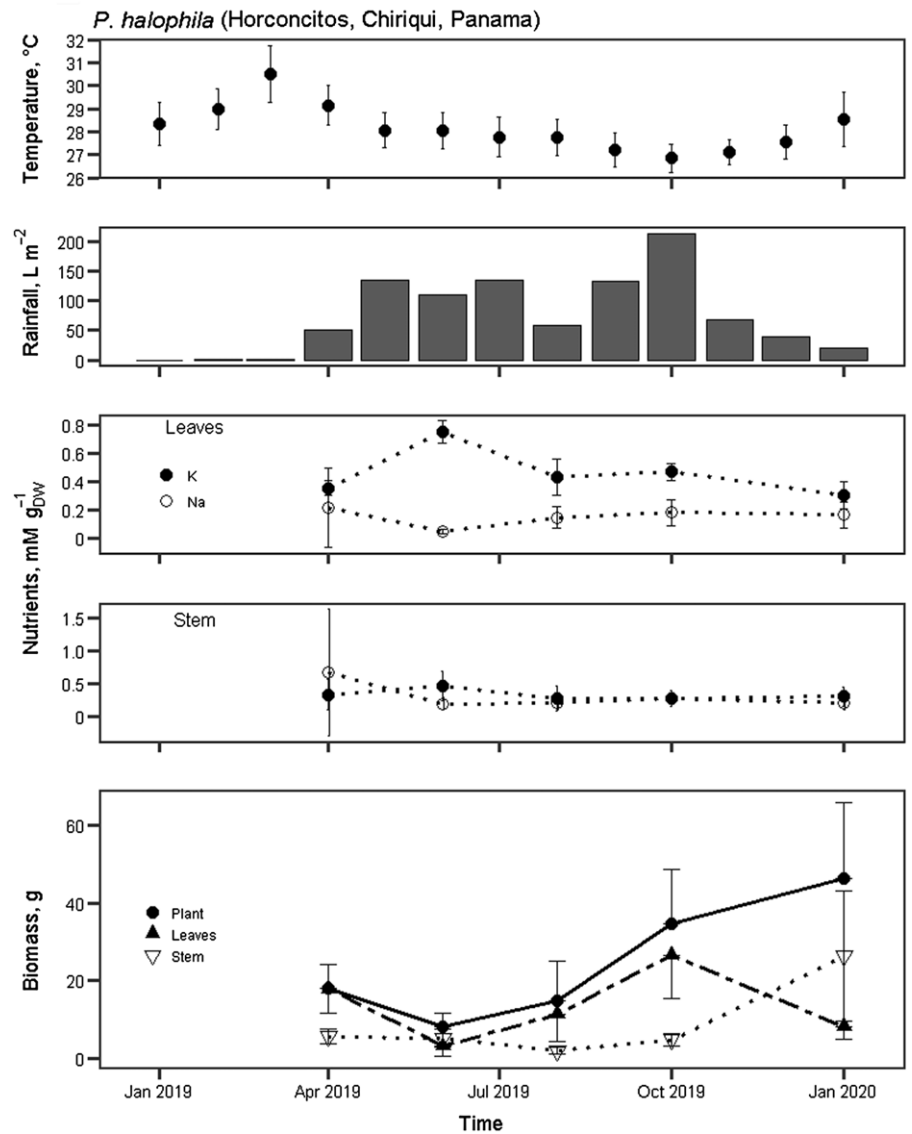 P. halophila (Horconcitos, Chiriqui, Panama)
Temperature, °C
32
31
30
29
28
27
26
Rainfall, L m⁻²
200
150
100
50
0
Nutrients, mM g⁻¹DW
Leaves
K
Na
0.8
0.6
0.4
0.2
0
Stem
1.5
1.0
0.5
0
Biomass, g
60
40
20
0
Plant
Leaves
Stem
Jan 2019
Apr 2019
Jul 2019
Oct 2019
Jan 2020
Time